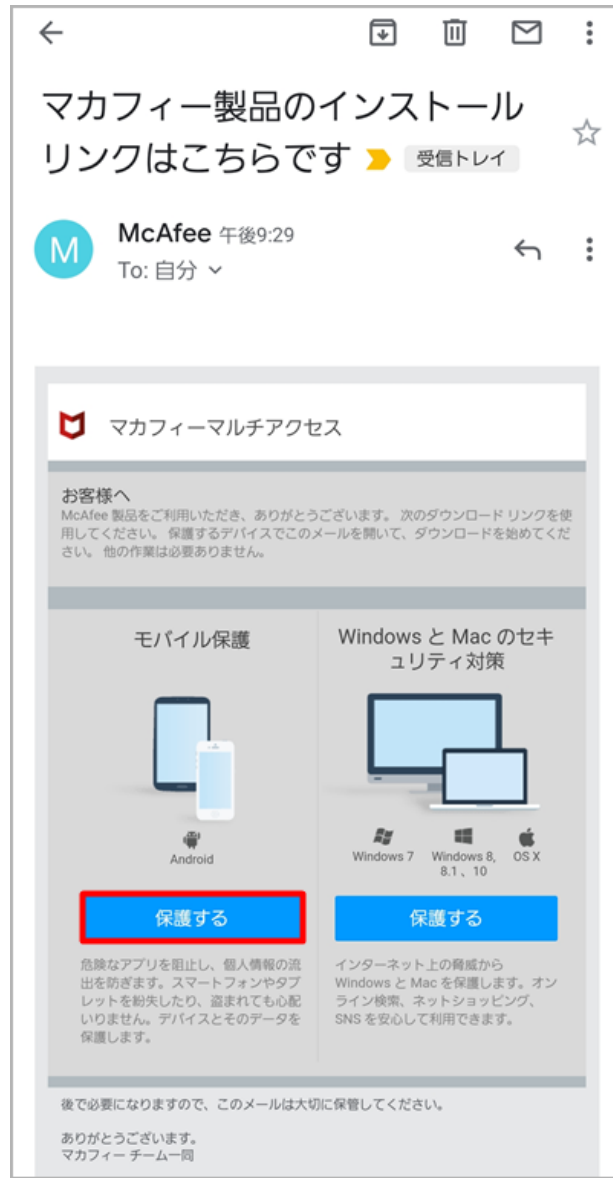 マカフィー製品のインストール
リンクはこちらです 受信トレイ
M
McAfee 午後9:29
To: 自分
マカフィーマルチアクセス
お客様へ
McAfee 製品をご利用いただき、ありがとうございます。 次のダウンロード リンクを使
用してください。 保護するデバイスでこのメールを開いて、ダウンロードを始めてくだ
さい。 他の作業は必要ありません。
モバイル保護
Android
保護する
危険なアプリを阻止し、個人情報の流
出を防ぎます。スマートフォンやタブ
レットを紛失したり、盗まれても心配
いりません。デバイスとそのデータを
保護します。
Windows と Mac のセキ
ュリティ対策
Windows 7
Windows 8,
8.1 、10
OS X
保護する
インターネット上の脅威から
Windows と Mac を保護します。オン
ライン検索、ネットショッピング、
SNS を安心して利用できます。
後で必要になりますので、このメールは大切に保管してください。
ありがとうございます。
マカフィー チーム一同